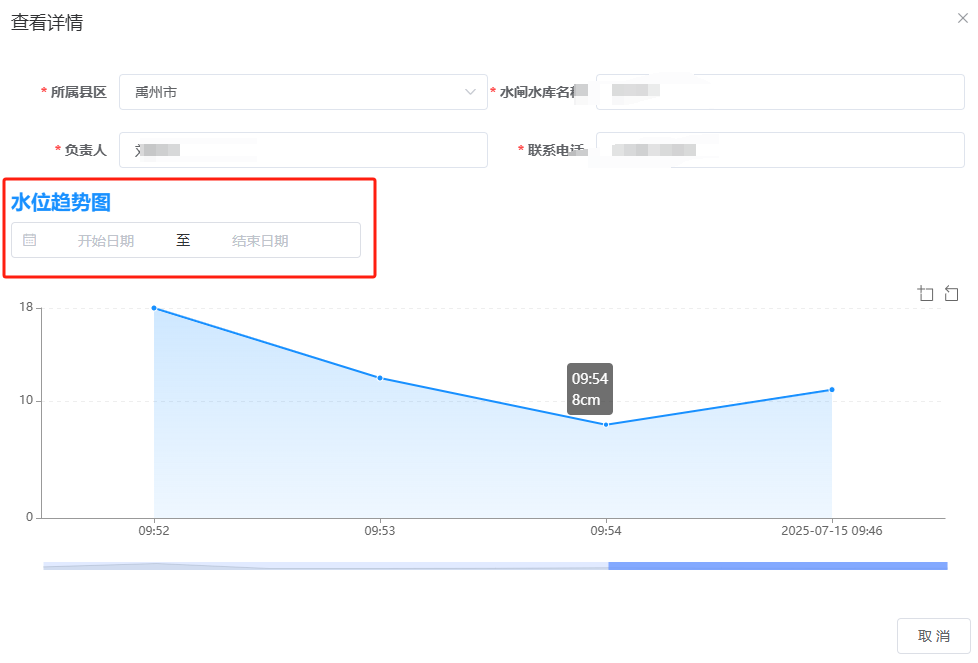 查看详情
* 所属县区 禹州市 * 水闸水库名称
* 负责人 * 联系电话
水位趋势图
开始日期 至 结束日期
18
09:54
8cm
10
0
09:52 09:53 09:54 2025-07-15 09:46
取 消